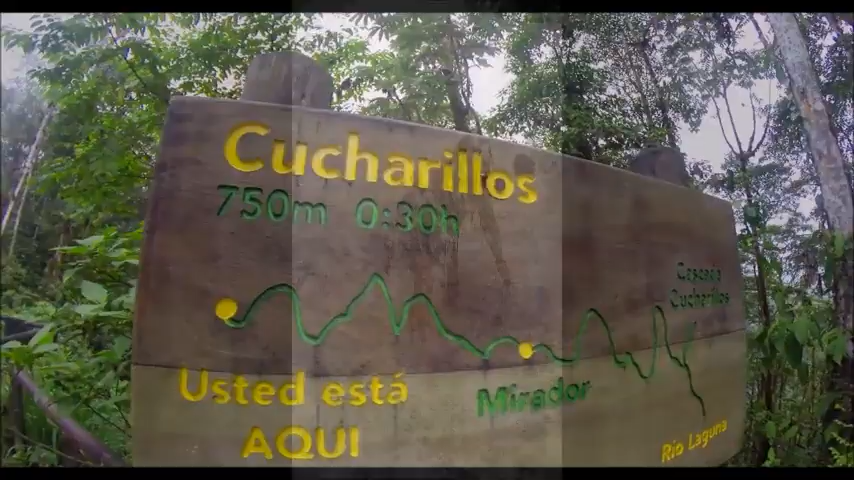 Cucharillos
750m 0:30h
Cascada
Cucharillos
Usted está
AQUI
Mirador
Rio Laguna